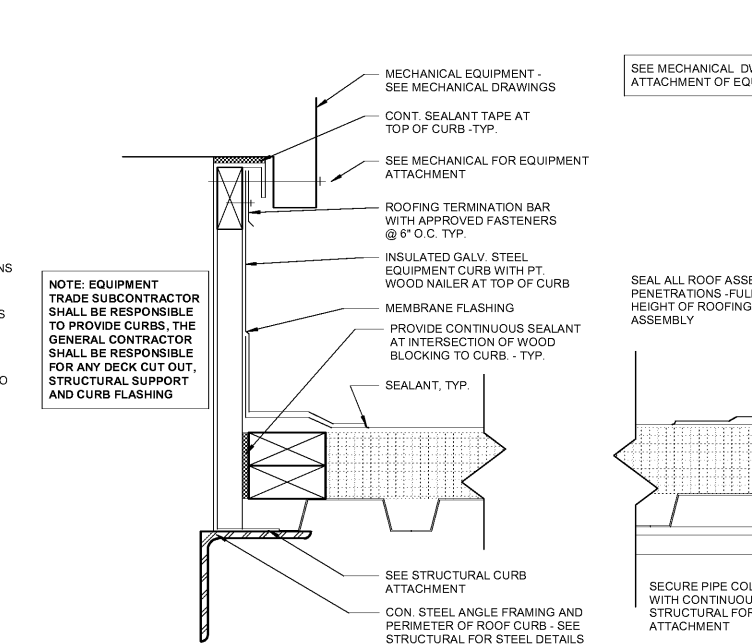 MECHANICAL EQUIPMENT -
SEE MECHANICAL DRAWINGS
CONT. SEALANT TAPE AT
TOP OF CURB -TYP.
SEE MECHANICAL FOR EQUIPMENT
ATTACHMENT
ROOFING TERMINATION BAR
WITH APPROVED FASTENERS
@ 6" O.C. TYP.
INSULATED GALV. STEEL
EQUIPMENT CURB WITH PT.
WOOD NAILER AT TOP OF CURB
MEMBRANE FLASHING
PROVIDE CONTINUOUS SEALANT
AT INTERSECTION OF WOOD
BLOCKING TO CURB. - TYP.
SEALANT, TYP.
SEE STRUCTURAL CURB
ATTACHMENT
CON. STEEL ANGLE FRAMING AND
PERIMETER OF ROOF CURB - SEE
STRUCTURAL FOR STEEL DETAILS
NOTE: EQUIPMENT
TRADE SUBCONTRACTOR
SHALL BE RESPONSIBLE
TO PROVIDE CURBS, THE
GENERAL CONTRACTOR
SHALL BE RESPONSIBLE
FOR ANY DECK CUT OUT,
STRUCTURAL SUPPORT
AND CURB FLASHING
SEE MECHANICAL
ATTACHMENT OF
SEAL ALL ROOF
PENETRATIONS
HEIGHT OF ROOFING
ASSEMBLY
SECURE PIPE
WITH
STRUCTURAL
ATTACHMENT